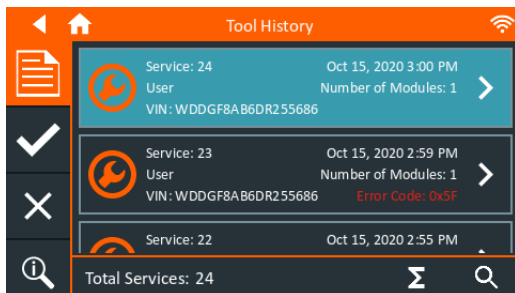 Tool History
Service: 24 Oct 15, 2020 3:00 PM
User Number of Modules: 1
VIN: WDDGF8AB6DR255686
Service: 23 Oct 15, 2020 2:59 PM
User Number of Modules: 1
VIN: WDDGF8AB6DR255686 Error Code: 0x5F
Service: 22 Oct 15, 2020 2:55 PM
Total Services: 24 Σ